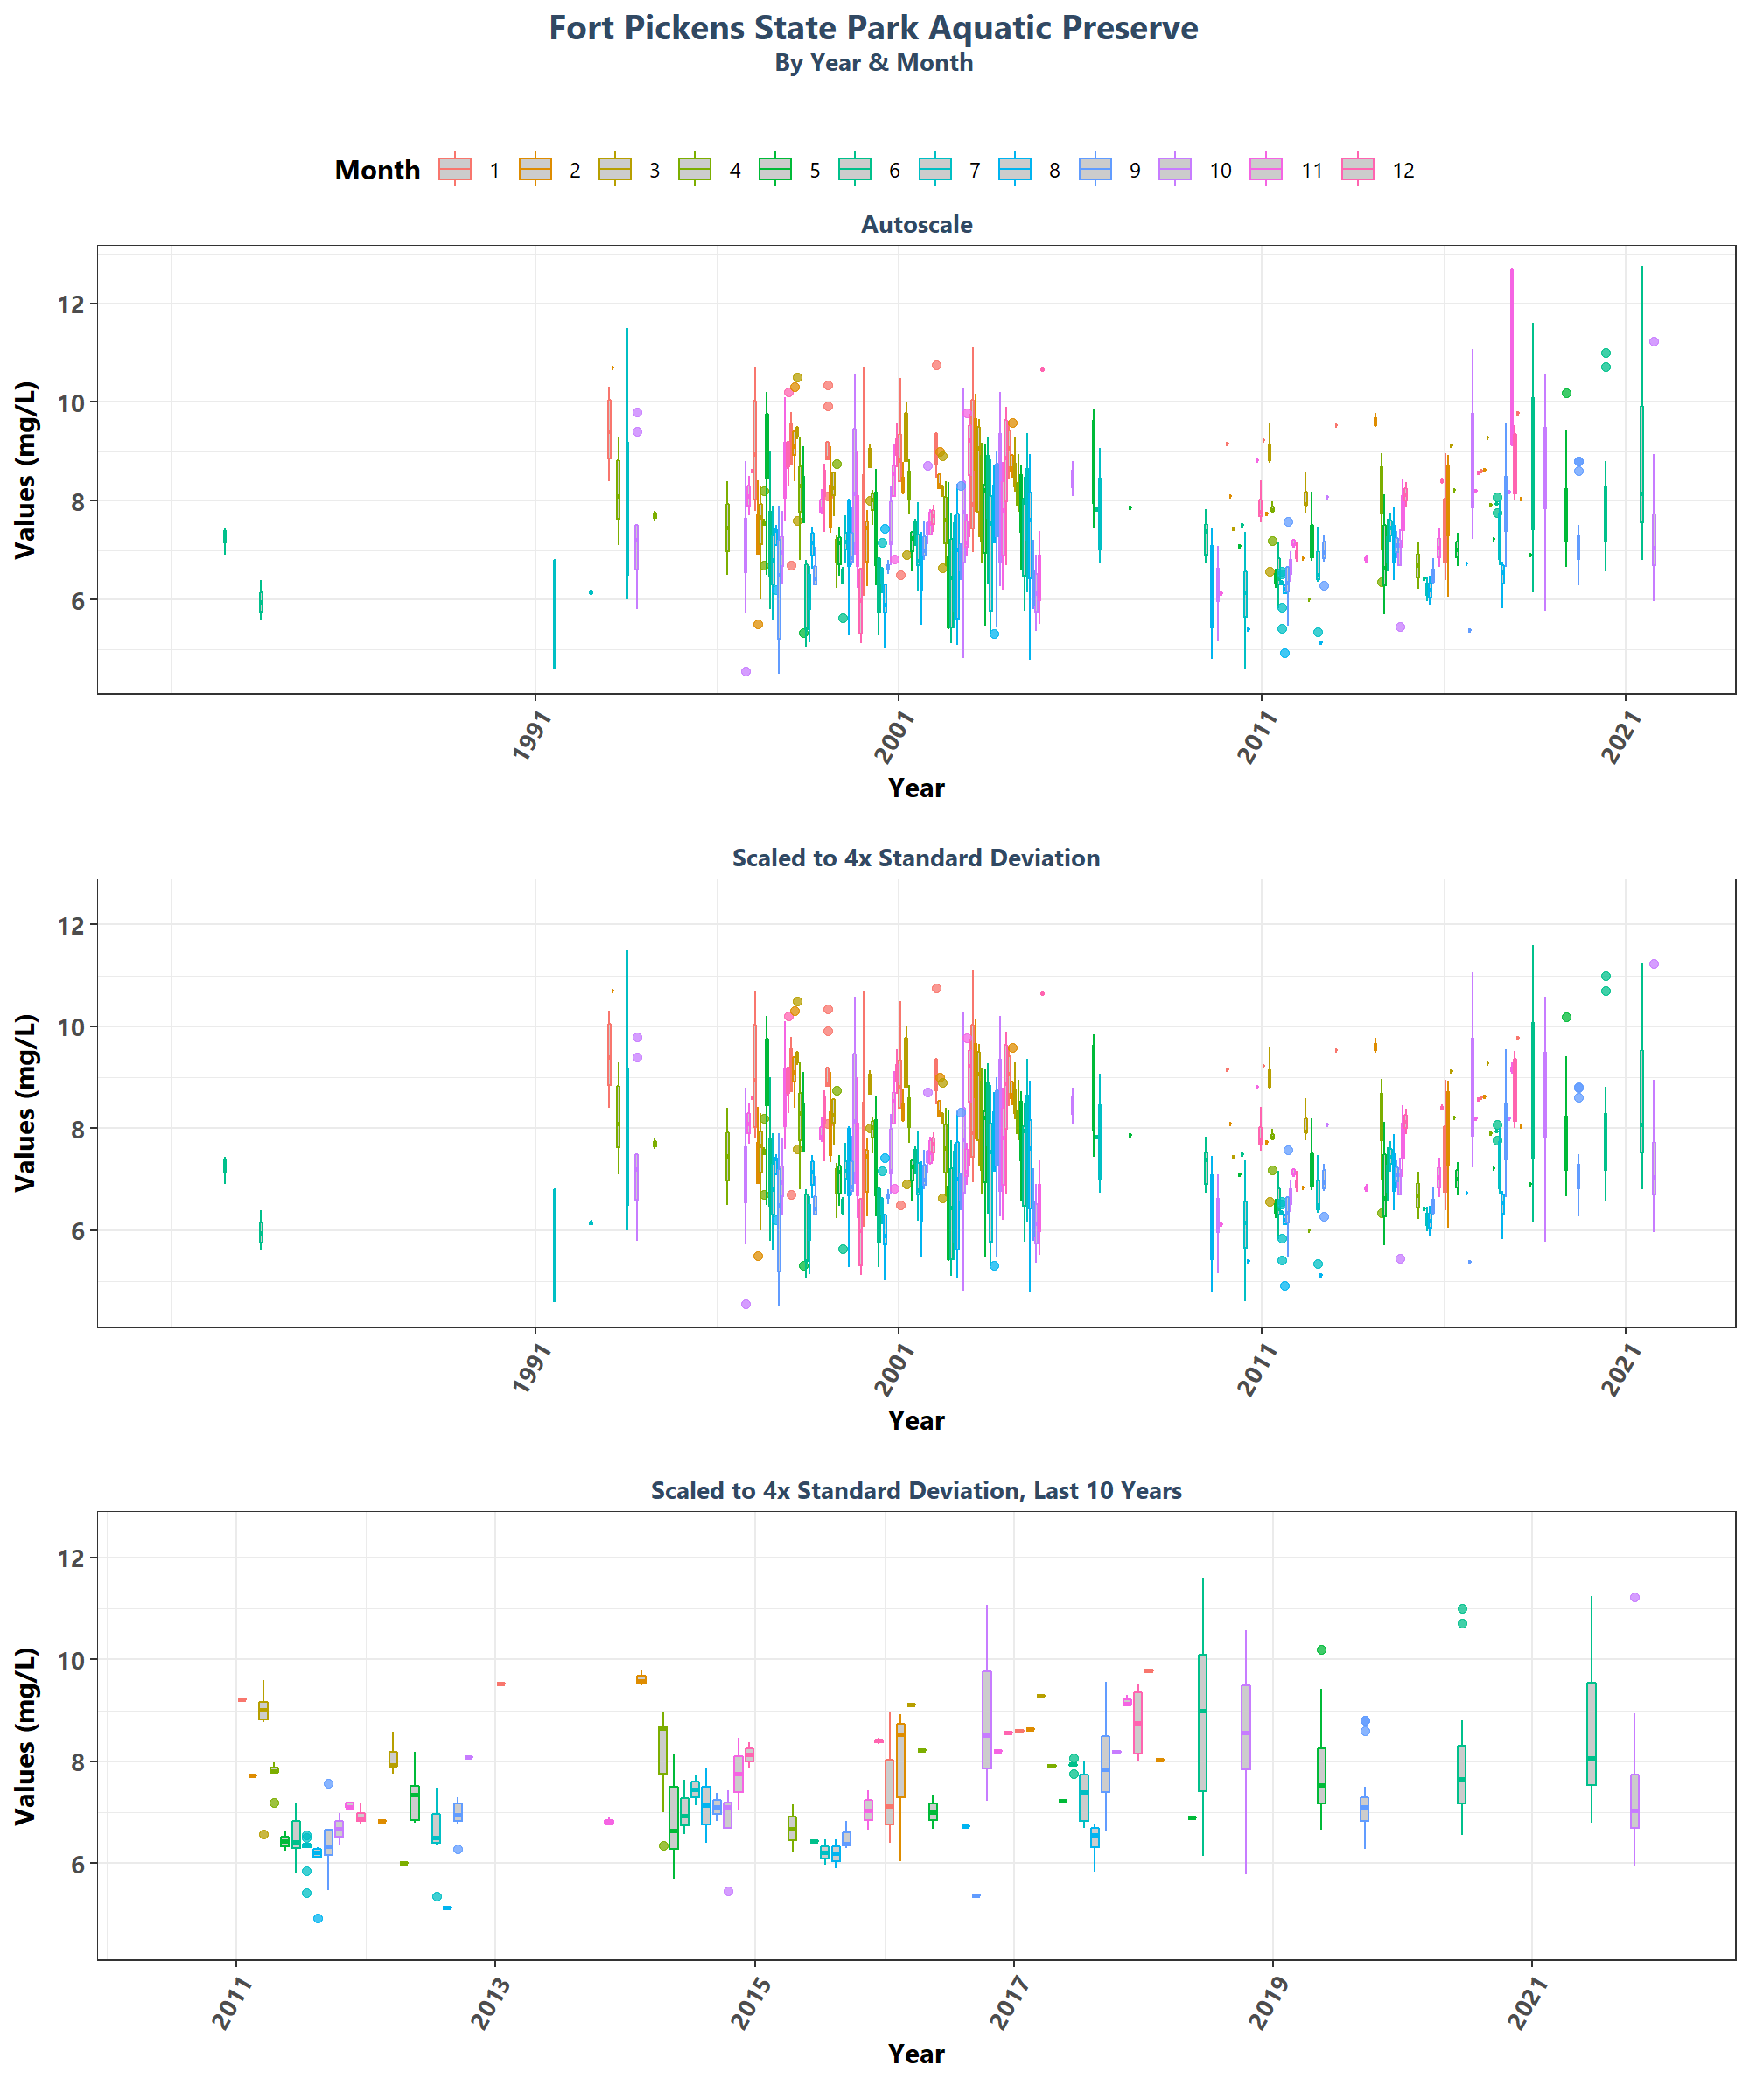 Fort Pickens State Park Aquatic Preserve
By Year & Month
Month 1 2 3 4 5 6 7 8 9 10 11 12
Autoscale
Values (mg/L)
12
10
8
6
1991 2001 2011 2021
Year
Scaled to 4x Standard Deviation
Values (mg/L)
12
10
8
6
1991 2001 2011 2021
Year
Scaled to 4x Standard Deviation, Last 10 Years
Values (mg/L)
12
10
8
6
2011 2013 2015 2017 2019 2021
Year